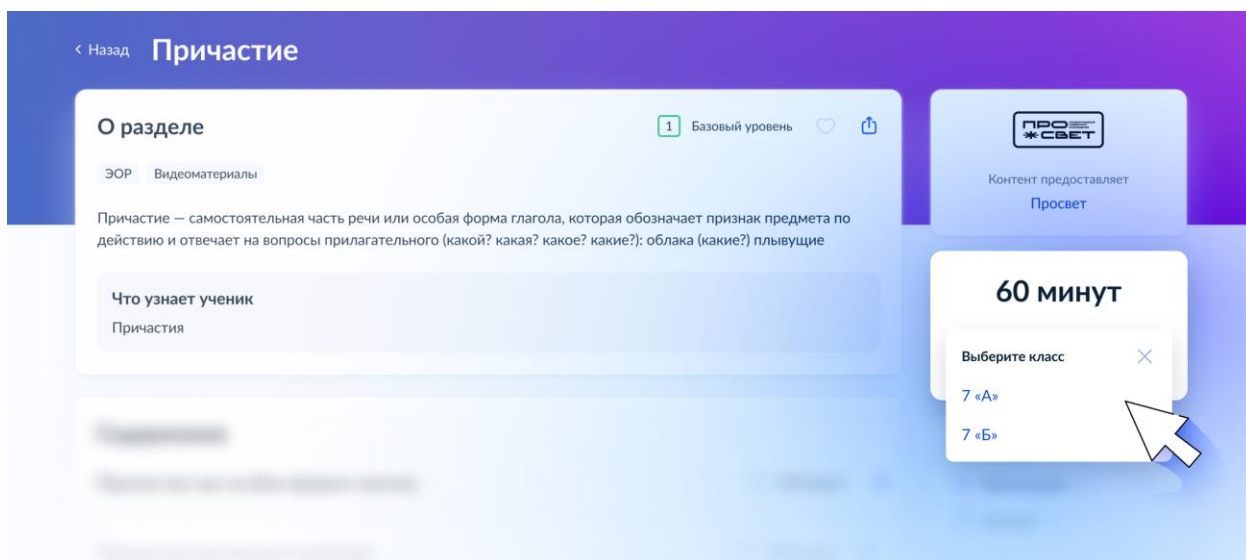 Назад Причастие
О разделе
1 Базовый уровень
ЭОР Видеоматериалы
Причастие — самостоятельная часть речи или особая форма глагола, которая обозначает признак предмета по
действию и отвечает на вопросы прилагательного (какой? какая? какое? какие?): облака (какие?) плывущие
Что узнает ученик
Причастия
ПРО
СВЕТ
Контент предоставляет
Просвет
60 минут
Выберите класс
7 «А»
7 «Б»